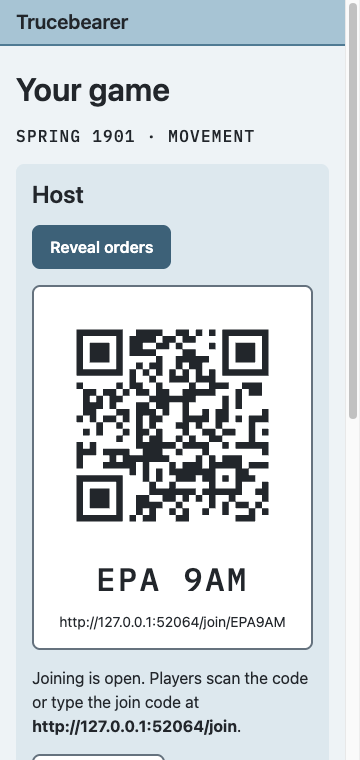 Trucebearer
Your game
SPRING 1901 · MOVEMENT
Host
Reveal orders
EPA 9AM
http://127.0.0.1:52064/join/EPA9AM
Joining is open. Players scan the code
or type the join code at
http://127.0.0.1:52064/join.